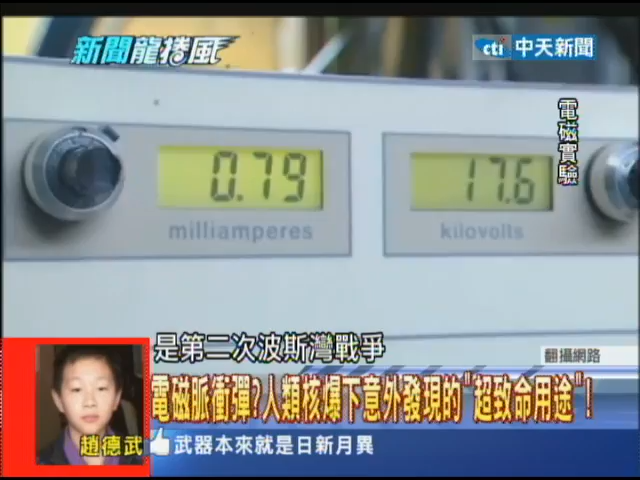 新聞龍捲風
cti 中天新聞
電磁實驗
0.79
17.6
milliamperes
kilovolts
是第二次波斯灣戰爭
翻攝網路
電磁脈衝彈?人類核爆下意外發現的"超致命用途"!
趙德武
武器本來就是日新月異